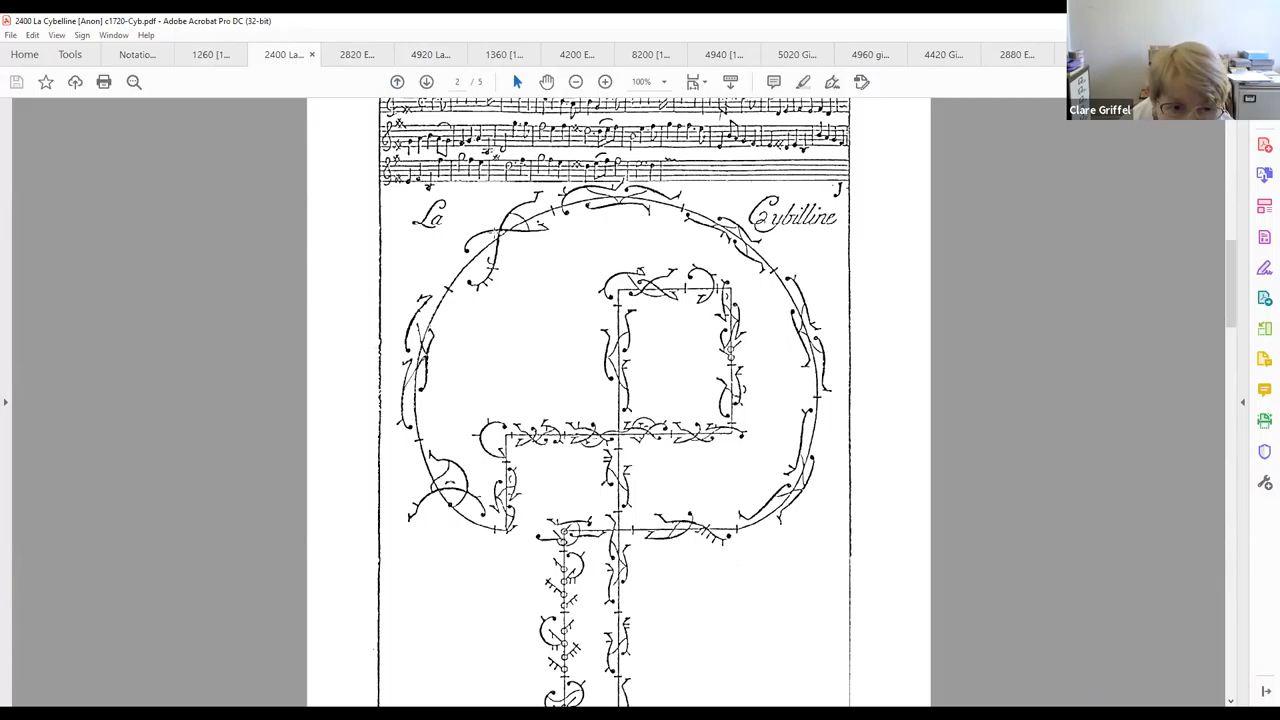 2400 La Cybelline [Anon] c1720-Cyb.pdf - Adobe Acrobat Pro DC (32-bit)
File Edit View Sign Window Help
Home Tools Notatio... 1260 [1... 2400 La... × 2820 E... 4920 La... 1360 [1... 4200 E... 8200 [1... 4940 [1... 5020 Gi... 4960 gi... 4420 Gi... 2880 E...
2 / 5 100%
Clare Griffel
La Cybilline